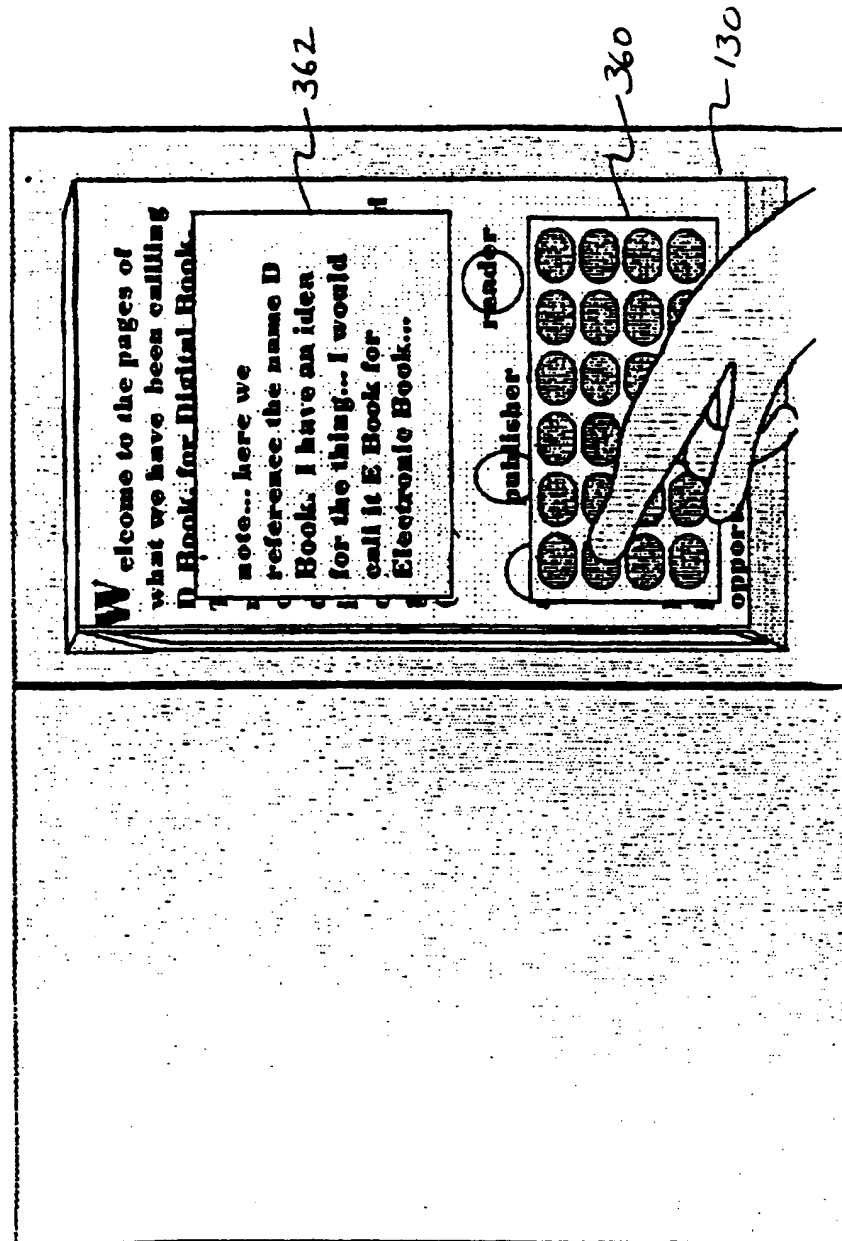 Welcome to the pages of
what we have been callling
D Book, for Digital Book.
note... here we
reference the name D
Book. I have an idea
for the thing... I would
call it E Book for
Electronic Book...
publisher reader
oppor
362
360
130